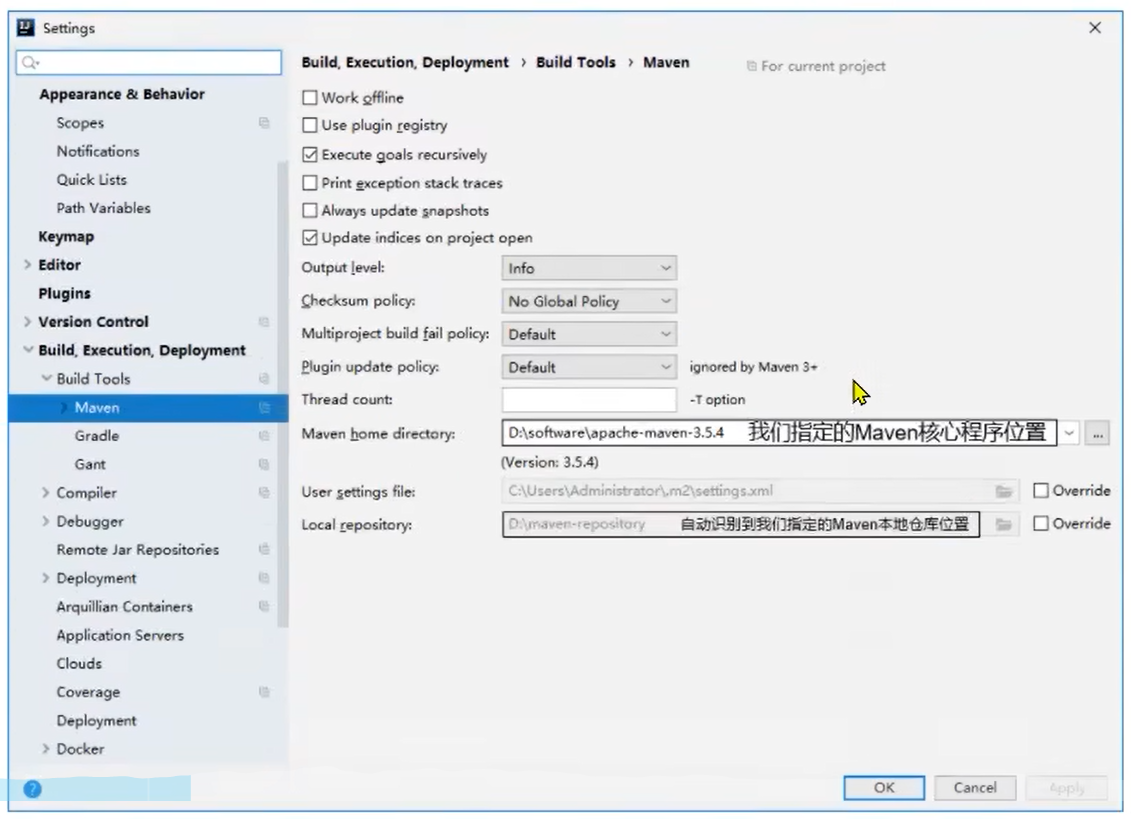 Settings
Build, Execution, Deployment › Build Tools › Maven For current project
Appearance & Behavior
Scopes
Notifications
Quick Lists
Path Variables
Keymap
Editor
Plugins
Version Control
Build, Execution, Deployment
Build Tools
Maven
Gradle
Gant
Compiler
Debugger
Remote Jar Repositories
Deployment
Arquillian Containers
Application Servers
Clouds
Coverage
Deployment
Docker
Work offline
Use plugin registry
Execute goals recursively
Print exception stack traces
Always update snapshots
Update indices on project open
Output level: Info
Checksum policy: No Global Policy
Multiproject build fail policy: Default
Plugin update policy: Default ignored by Maven 3+
Thread count: -T option
Maven home directory: D:\software\apache-maven-3.5.4 我们指定的Maven核心程序位置 ...
(Version: 3.5.4)
User settings file: C:\Users\Administrator\.m2\settings.xml Override
Local repository: D:\maven-repository 自动识别到我们指定的Maven本地仓库位置 Override
? OK Cancel Apply